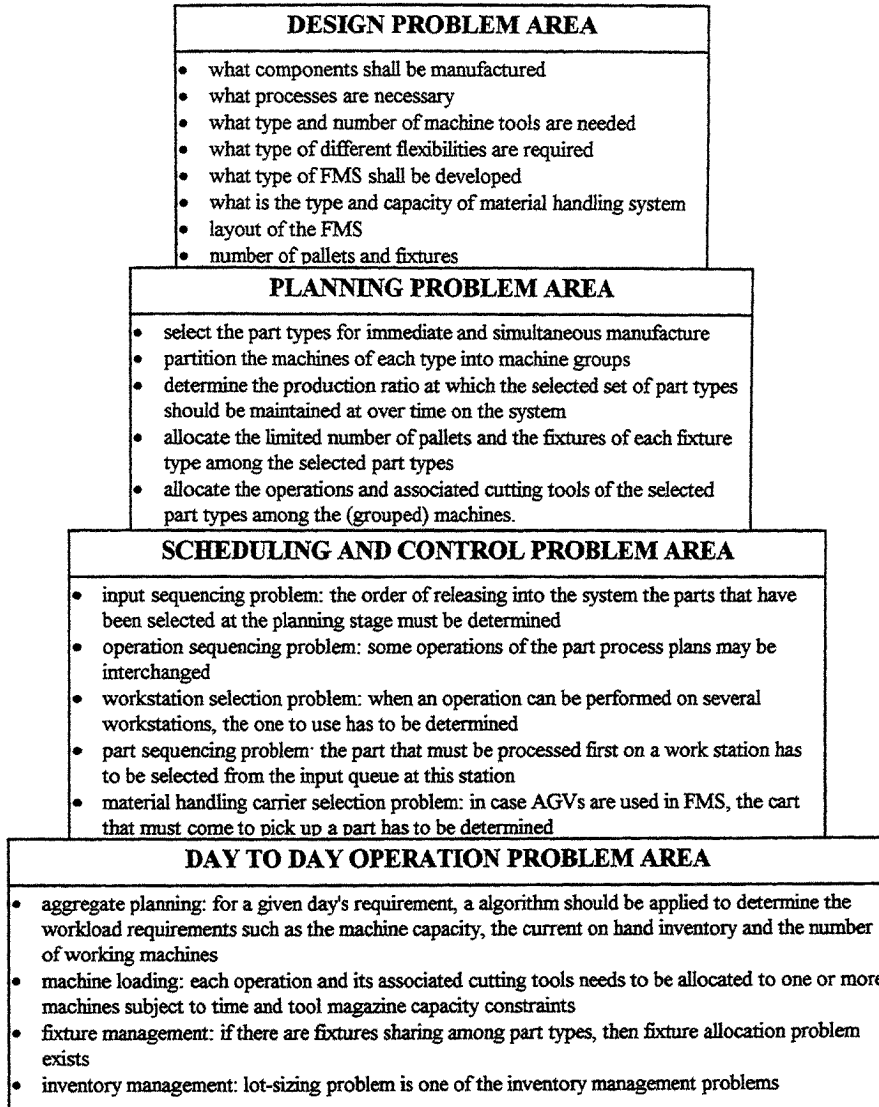 DESIGN PROBLEM AREA
• what components shall be manufactured
• what processes are necessary
• what type and number of machine tools are needed
• what type of different flexibilities are required
• what type of FMS shall be developed
• what is the type and capacity of material handling system
• layout of the FMS
• number of pallets and fixtures
PLANNING PROBLEM AREA
• select the part types for immediate and simultaneous manufacture
• partition the machines of each type into machine groups
• determine the production ratio at which the selected set of part types
should be maintained at over time on the system
• allocate the limited number of pallets and the fixtures of each fixture
type among the selected part types
• allocate the operations and associated cutting tools of the selected
part types among the (grouped) machines.
SCHEDULING AND CONTROL PROBLEM AREA
• input sequencing problem: the order of releasing into the system the parts that have
been selected at the planning stage must be determined
• operation sequencing problem: some operations of the part process plans may be
interchanged
• workstation selection problem: when an operation can be performed on several
workstations, the one to use has to be determined
• part sequencing problem· the part that must be processed first on a work station has
to be selected from the input queue at this station
• material handling carrier selection problem: in case AGVs are used in FMS, the cart
that must come to pick up a part has to be determined
DAY TO DAY OPERATION PROBLEM AREA
• aggregate planning: for a given day's requirement, a algorithm should be applied to determine the
workload requirements such as the machine capacity, the current on hand inventory and the number
of working machines
• machine loading: each operation and its associated cutting tools needs to be allocated to one or more
machines subject to time and tool magazine capacity constraints
• fixture management: if there are fixtures sharing among part types, then fixture allocation problem
exists
• inventory management: lot-sizing problem is one of the inventory management problems